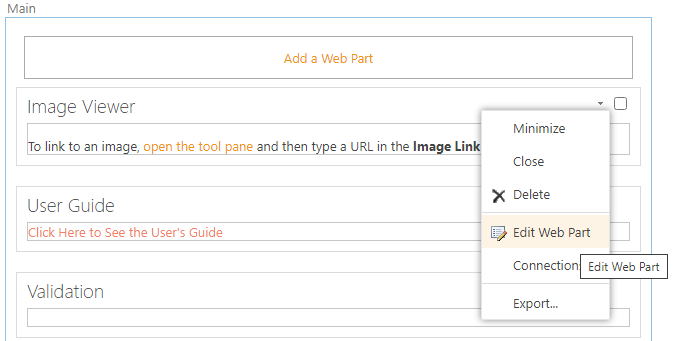 Main
Add a Web Part
Image Viewer
To link to an image, open the tool pane and then type a URL in the Image Link
Minimize
Close
Delete
User Guide
Click Here to See the User's Guide
Edit Web Part
Connection
Edit Web Part
Validation
Export...